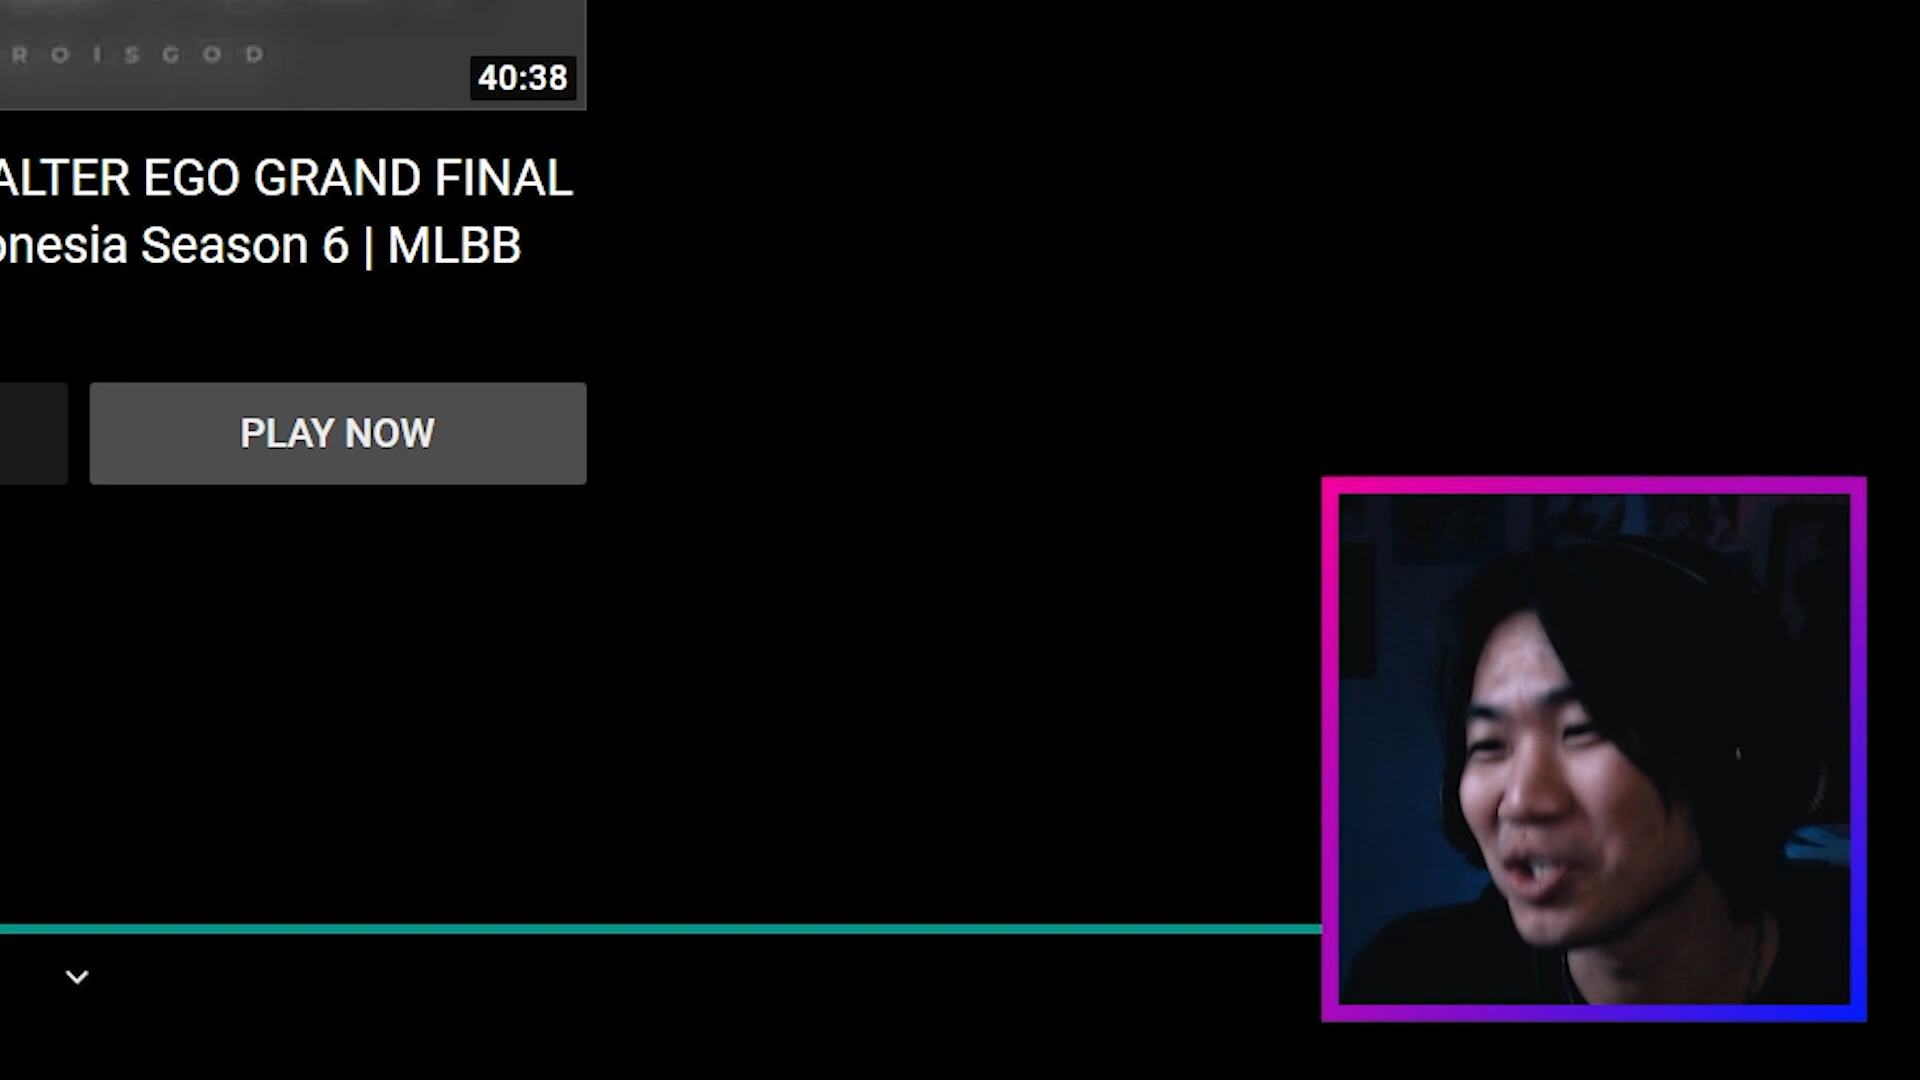 R O I S G O D
40:38
ALTER EGO GRAND FINAL
onesia Season 6 | MLBB
PLAY NOW